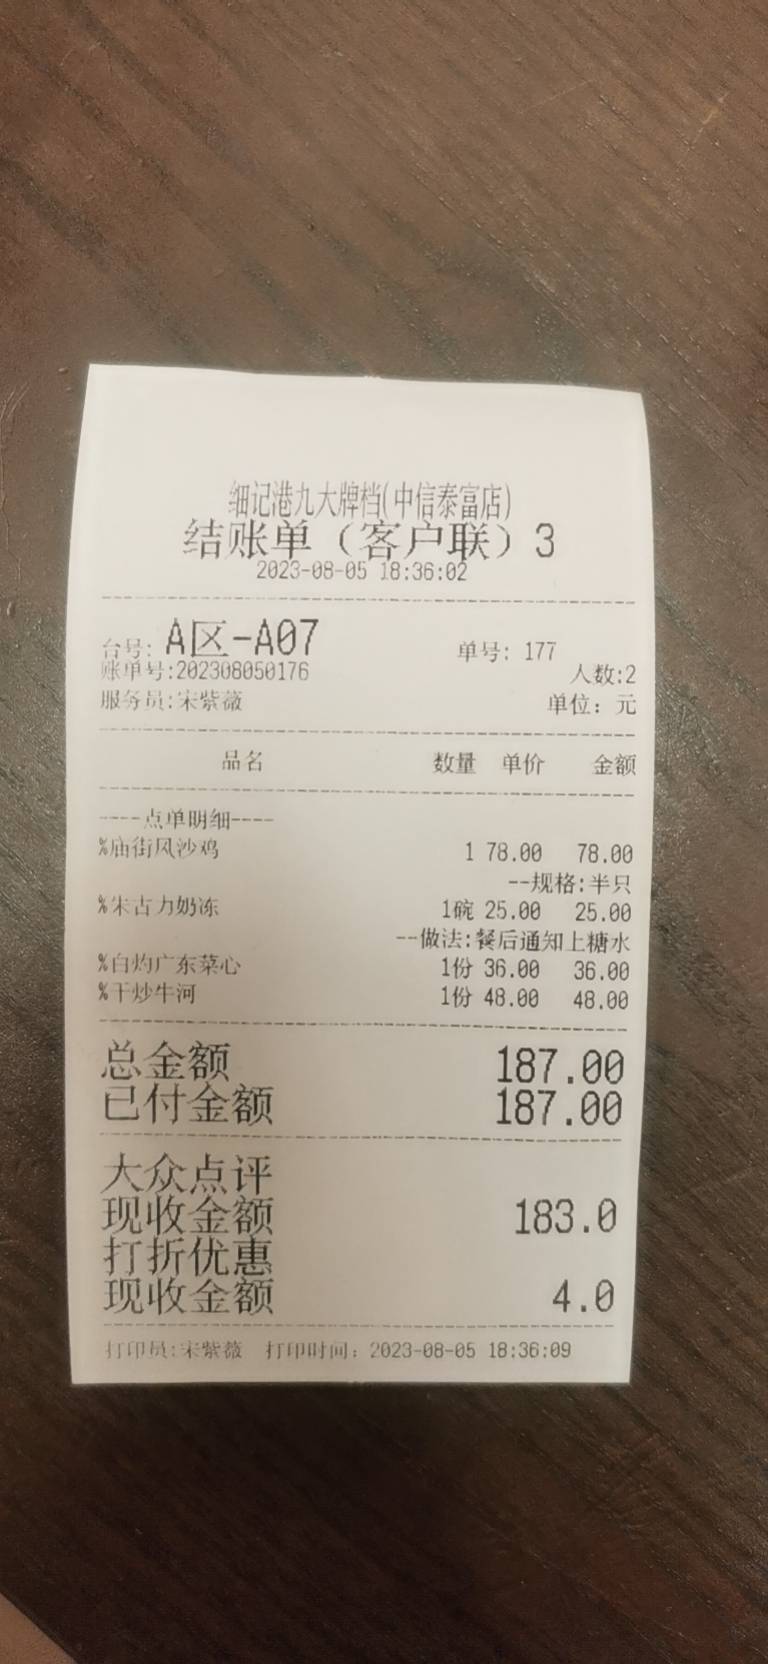 细记港九大牌档(中信泰富店)
结账单（客户联）3
2023-08-05 18:36:02
台号: A区-A07 单号: 177
账单号:202308050176 人数:2
服务员:宋紫薇 单位: 元
品名 数量 单价 金额
----点单明细----
%庙街风沙鸡 1 78.00 78.00
--规格:半只
%朱古力奶冻 1碗 25.00 25.00
--做法:餐后通知上糖水
%白灼广东菜心 1份 36.00 36.00
%干炒牛河 1份 48.00 48.00
总金额 187.00
已付金额 187.00
大众点评
现收金额 183.0
打折优惠
现收金额 4.0
打印员:宋紫薇 打印时间: 2023-08-05 18:36:09